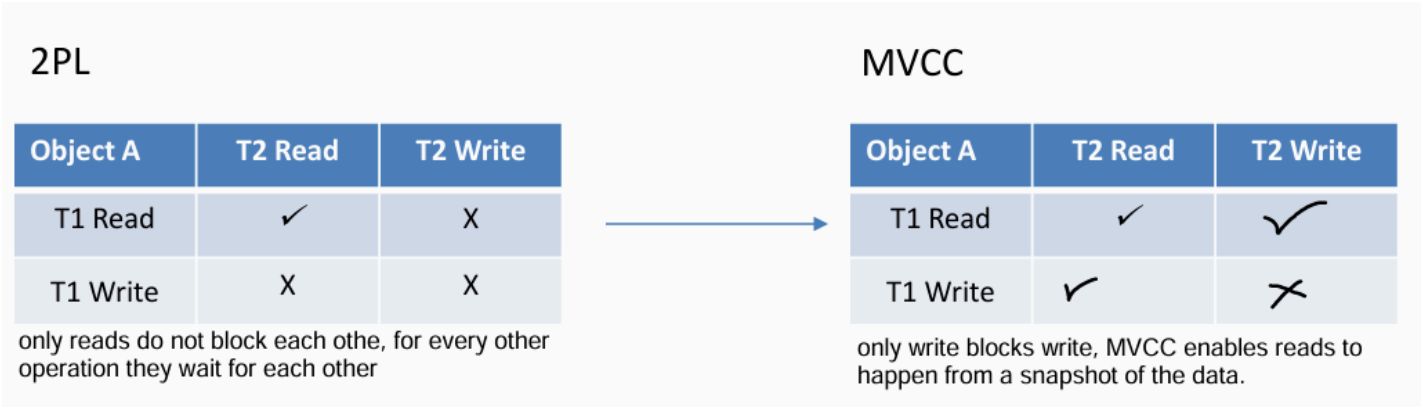 2PL
Object A T2 Read T2 Write
T1 Read ✓ X
T1 Write X X
only reads do not block each othe, for every other
operation they wait for each other
MVCC
Object A T2 Read T2 Write
T1 Read ✓ ✓
T1 Write ✓ X
only write blocks write, MVCC enables reads to
happen from a snapshot of the data.